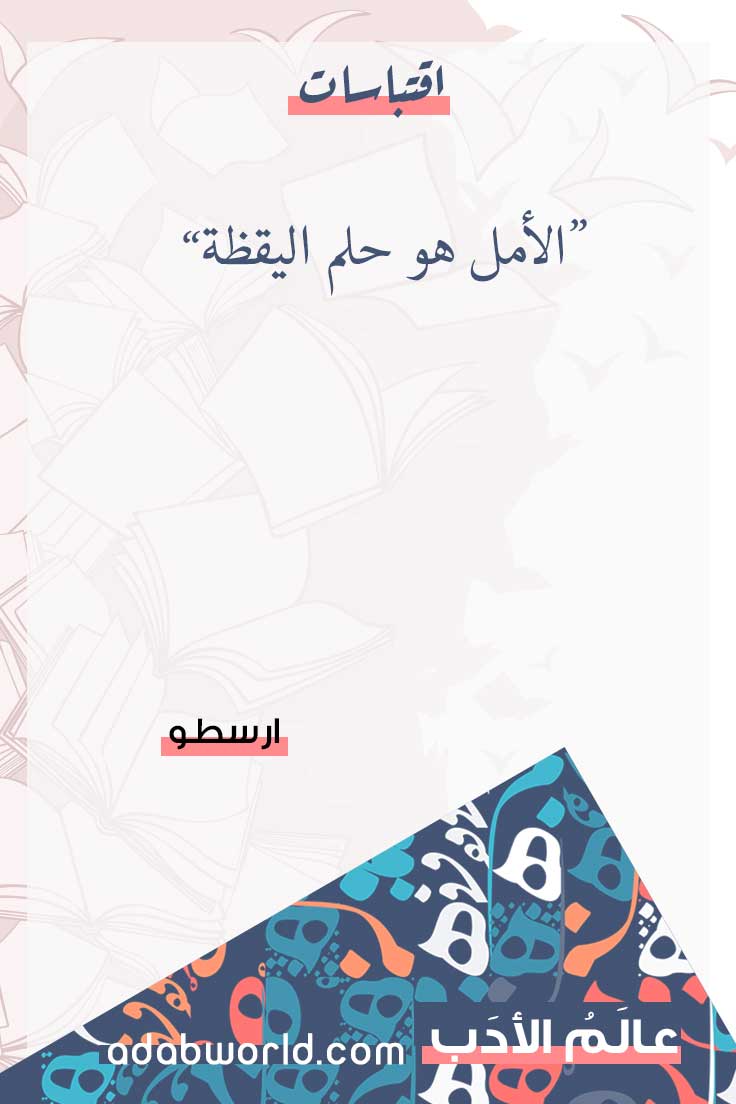 اقتباسات
”الأمل هو حلم اليقظة“
ارسطو
عالَمُ الأدَب
adabworld.com